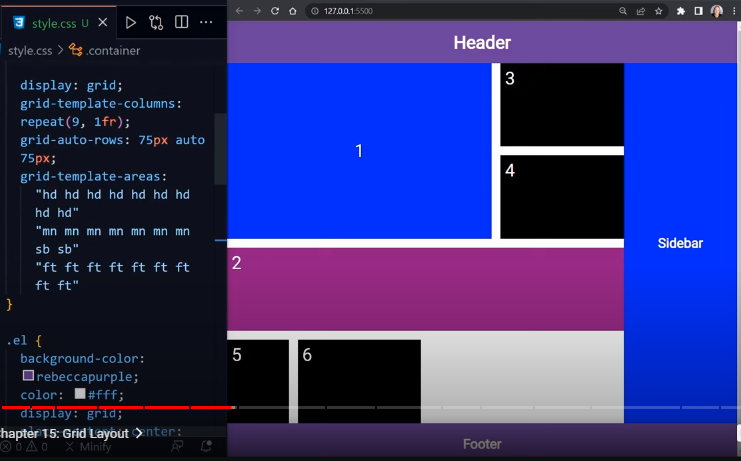 style.css U
127.0.0.1:5500
style.css > .container
display: grid;
grid-template-columns:
repeat(9, 1fr);
grid-auto-rows: 75px auto
75px;
grid-template-areas:
"hd hd hd hd hd hd hd
hd hd"
"mn mn mn mn mn mn mn
sb sb"
"ft ft ft ft ft ft ft
ft ft"
}
.el {
background-color:
rebeccapurple;
color: #fff;
display: grid;
center:
hapter 15: Grid Layout >
0 0 Minify
Header
1
3
4
2
5
6
Sidebar
Footer